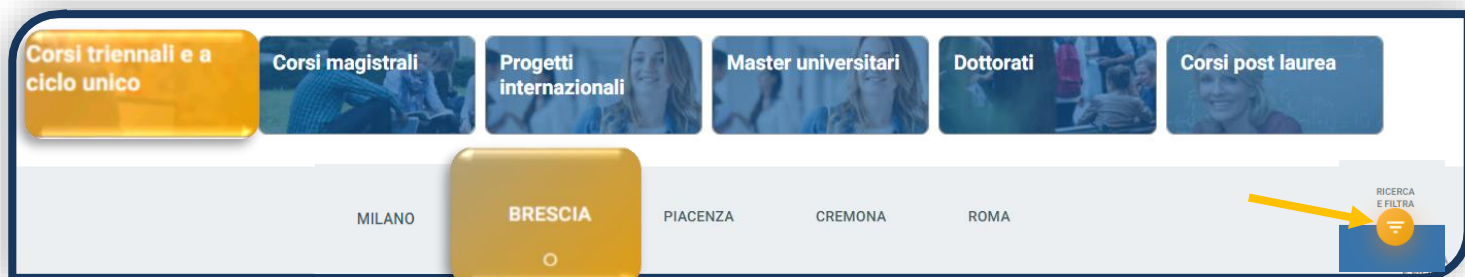 Corsi triennali e a
ciclo unico
Corsi magistrali
Progetti
internazionali
Master universitari
Dottorati
Corsi post laurea
MILANO
BRESCIA
PIACENZA
CREMONA
ROMA
RICERCA
E FILTRA